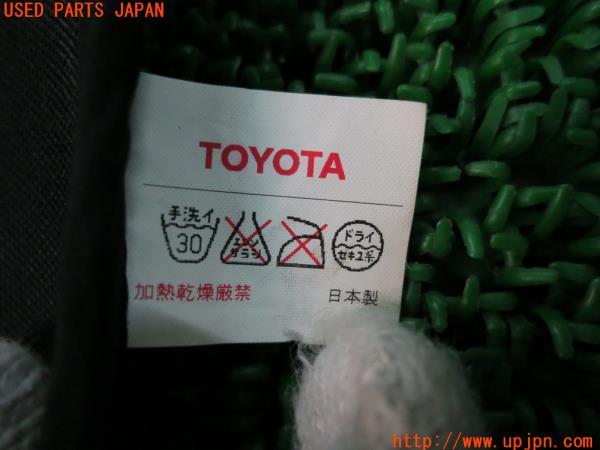 USED PARTS JAPAN
TOYOTA
手洗イ
30
エンソ
サラシ
ドライ
セキユ系
加熱乾燥厳禁
日本製
http://www.upjpn.com